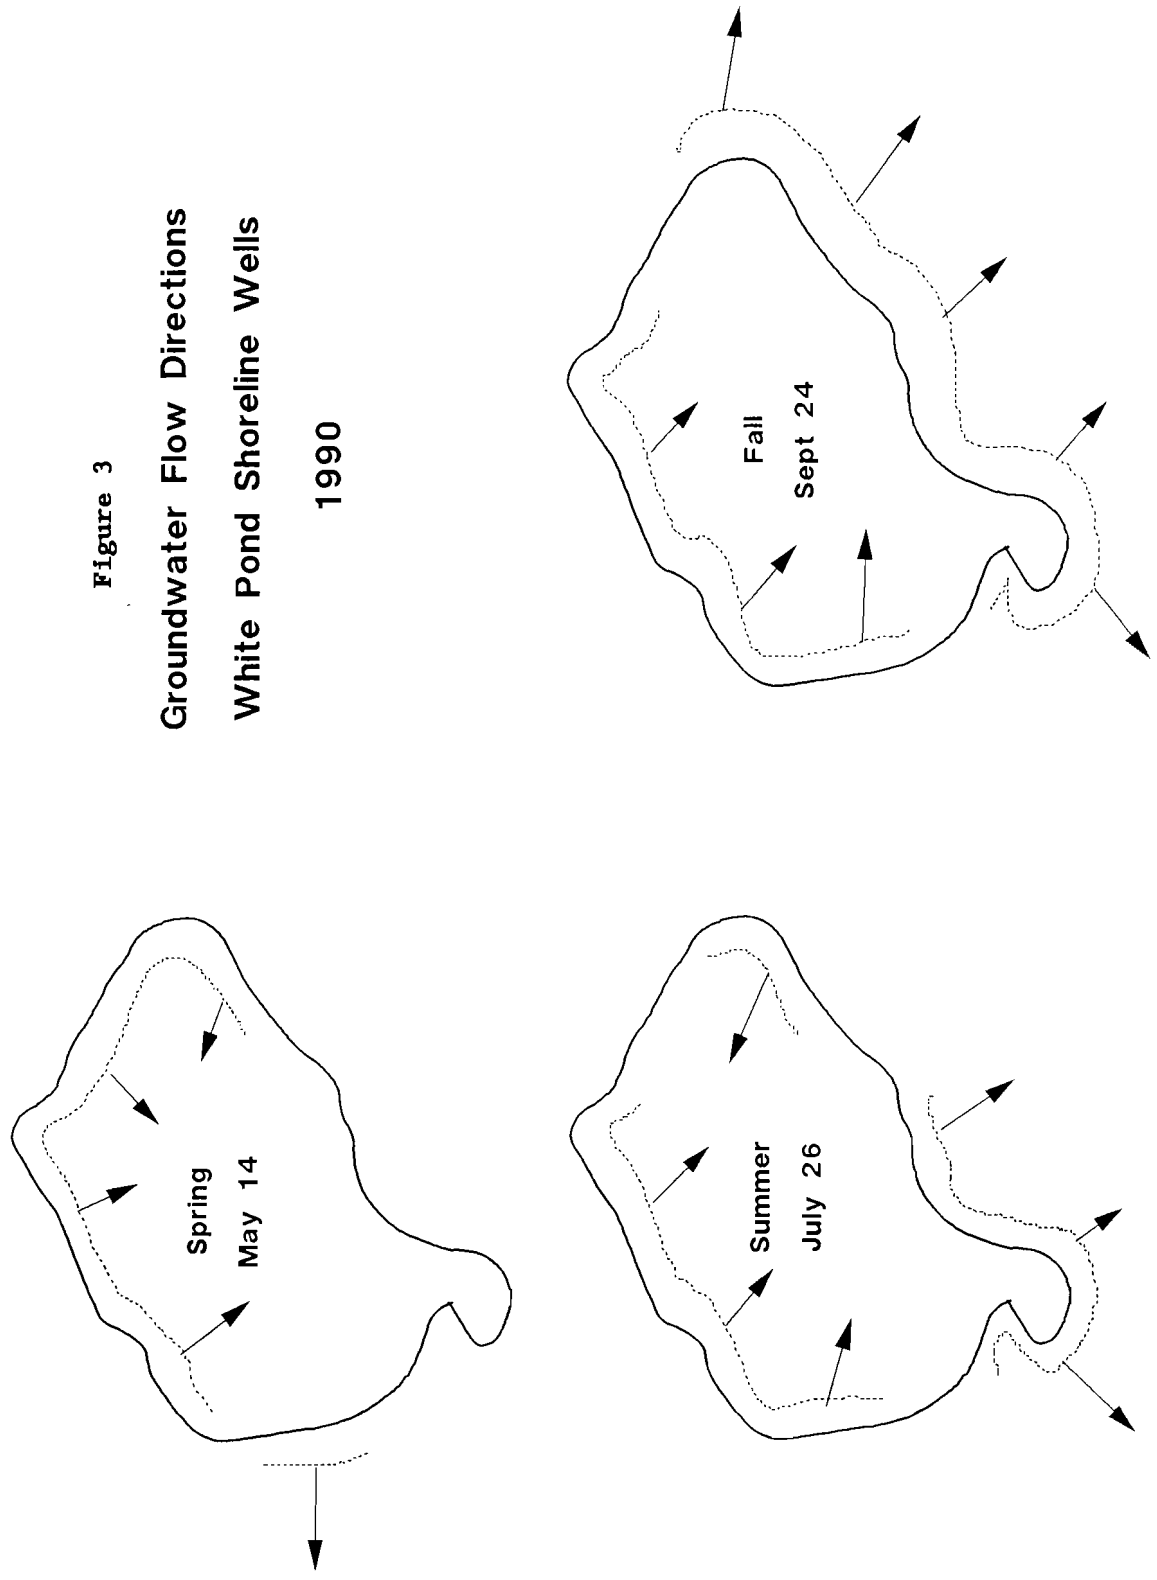 Figure 3
Groundwater Flow Directions
White Pond Shoreline Wells
1990
Spring
May 14
Summer
July 26
Fall
Sept 24